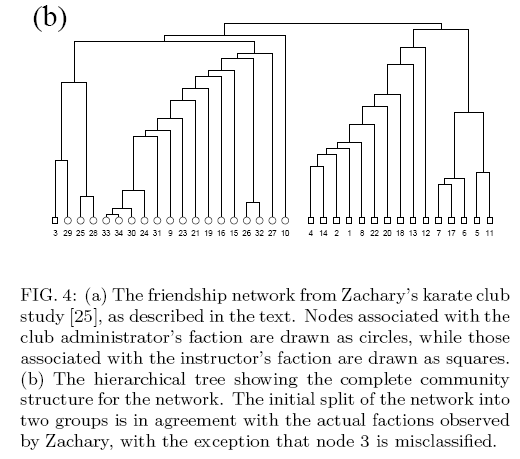 (b)
3 29 25 28 33 34 30 24 31 9 23 21 19 16 15 26 32 27 10 4 14 2 1 8 22 20 18 13 12 7 17 6 5 11
FIG. 4: (a) The friendship network from Zachary's karate club
study [25], as described in the text. Nodes associated with the
club administrator's faction are drawn as circles, while those
associated with the instructor's faction are drawn as squares.
(b) The hierarchical tree showing the complete community
structure for the network. The initial split of the network into
two groups is in agreement with the actual factions observed
by Zachary, with the exception that node 3 is misclassified.